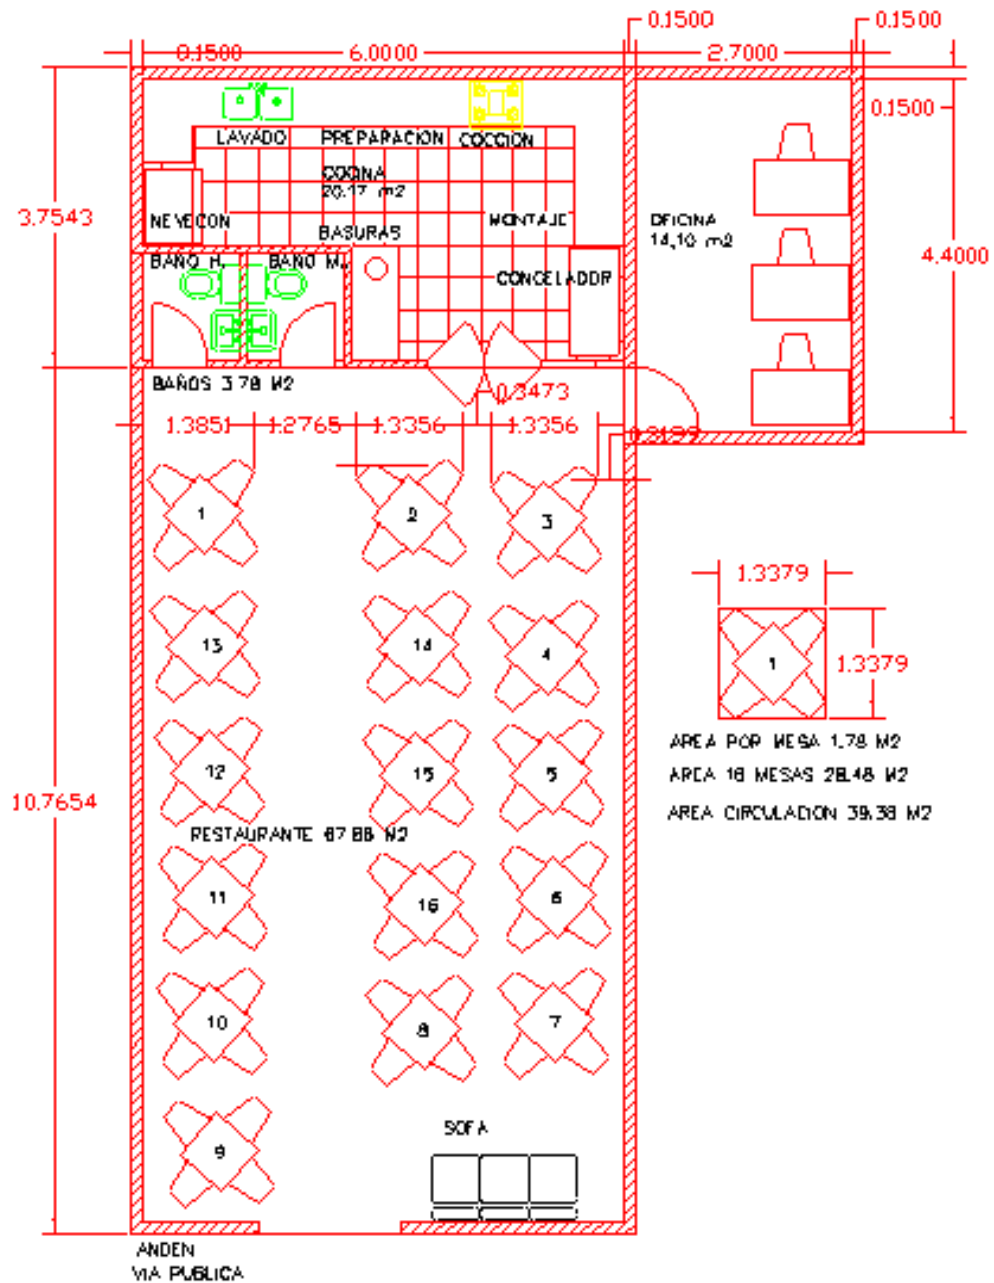 0.1500
0.1500
0.1500
6.0000
2.7000
0.1500
LAVADO
PREPARACION
COCCION
COCINA
20,17 m2
3.7543
NEVECON
BASURAS
MONTAJE
OFICINA
14,10 m2
4.4000
BAÑO H.
BAÑO M.
CONGELADOR
BAÑOS 3.78 M2
0.3473
1.3851
1.2765
1.3356
1.3356
1
2
3
1.3379
13
14
4
1
1.3379
AREA POR MESA 1.78 M2
12
15
5
AREA 16 MESAS 28.48 M2
10.7654
AREA CIRCULACION 39.38 M2
RESTAURANTE 67.86 M2
11
16
6
10
8
7
SOFA
9
ANDEN
VIA PUBLICA